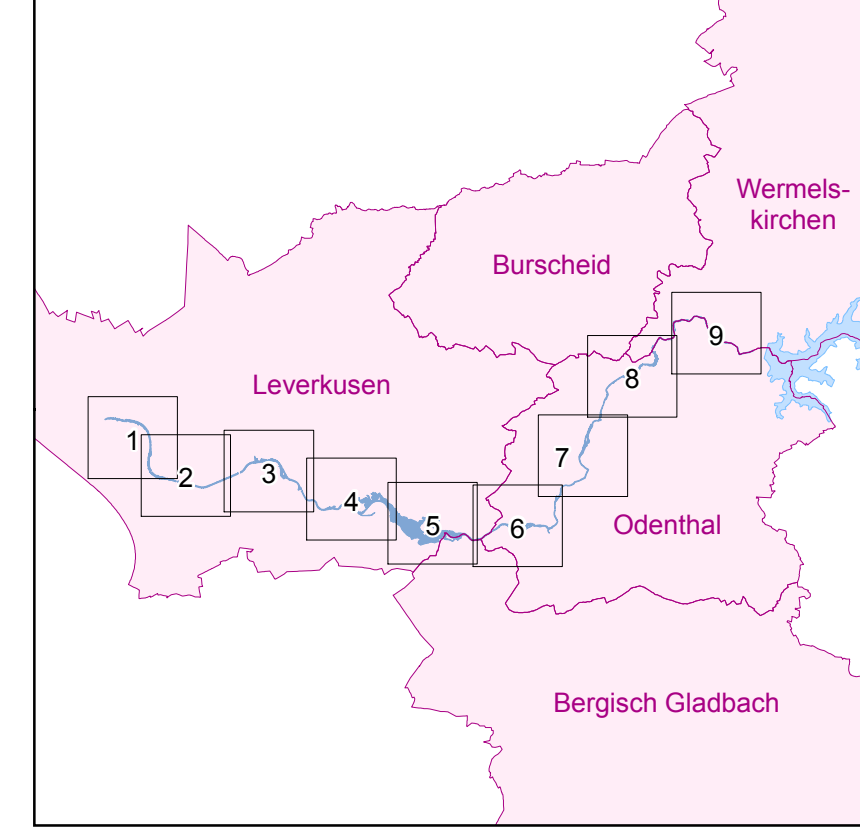 Wermels-
kirchen
Burscheid
9
8
Leverkusen
1
7
3
2
4
5
6
Odenthal
Bergisch Gladbach